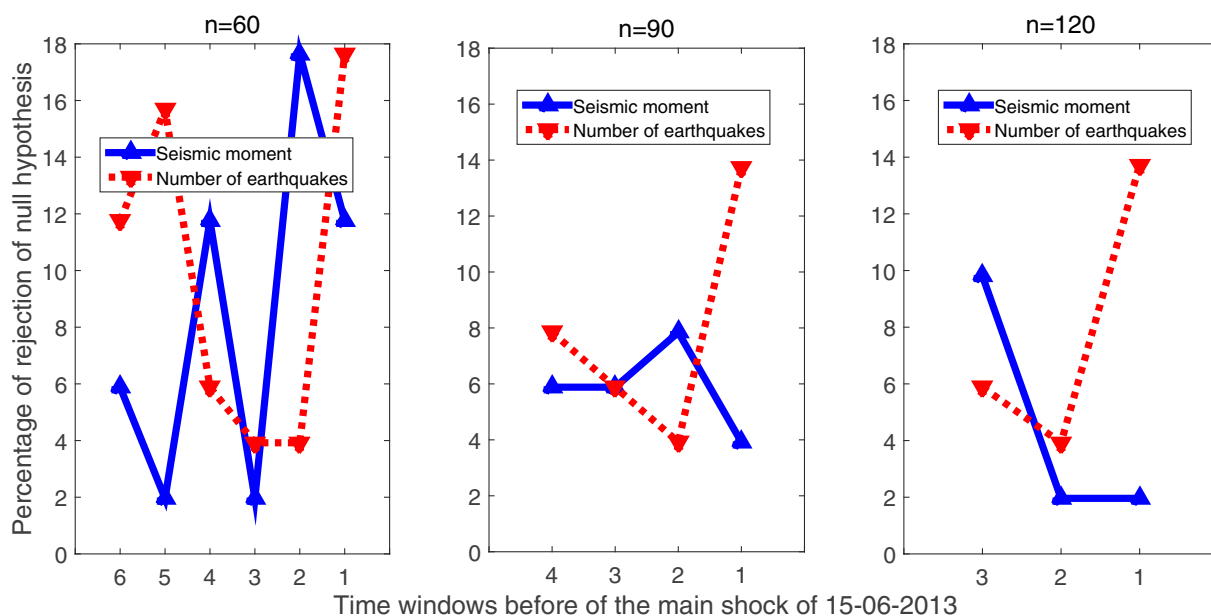 n=60
n=90
n=120
Percentage of rejection of null hypothesis
18
16
14
12
10
8
6
4
2
0
Seismic moment
Number of earthquakes
6 5 4 3 2 1
18
16
14
12
10
8
6
4
2
0
Seismic moment
Number of earthquakes
4 3 2 1
18
16
14
12
10
8
6
4
2
0
Seismic moment
Number of earthquakes
3 2 1
Time windows before of the main shock of 15-06-2013